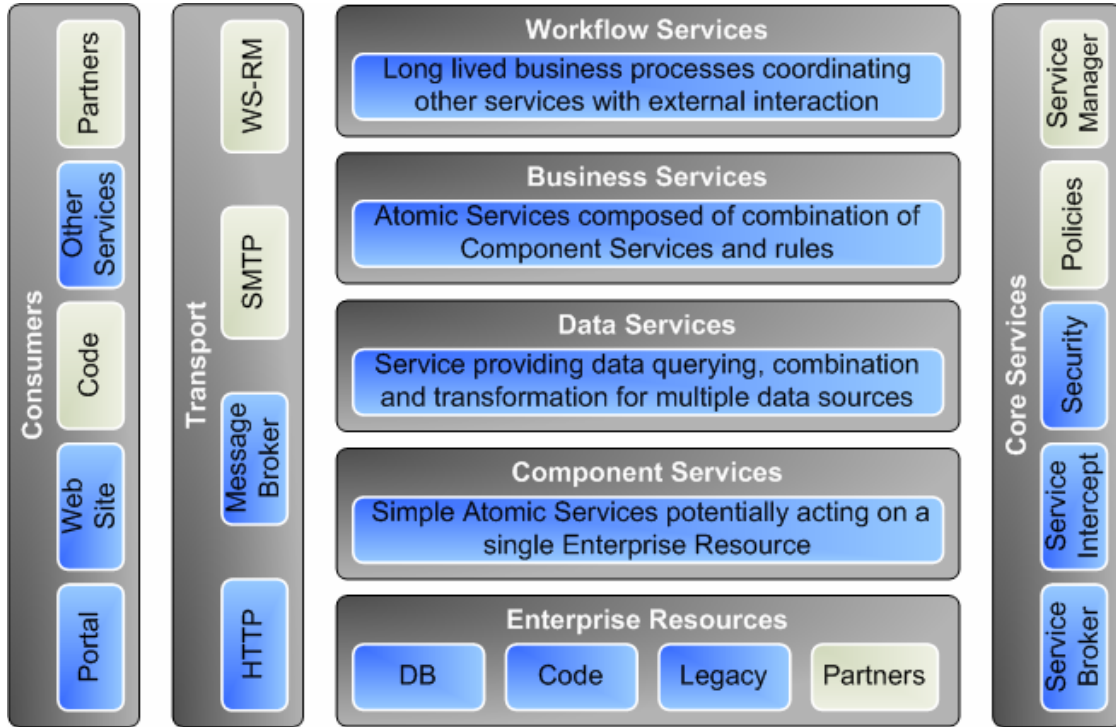 Consumers
Partners
Other
Services
Code
Web
Site
Portal
Transport
WS-RM
SMTP
Message
Broker
HTTP
Workflow Services
Long lived business processes coordinating
other services with external interaction
Business Services
Atomic Services composed of combination of
Component Services and rules
Data Services
Service providing data querying, combination
and transformation for multiple data sources
Component Services
Simple Atomic Services potentially acting on a
single Enterprise Resource
Enterprise Resources
DB
Code
Legacy
Partners
Core Services
Service
Manager
Policies
Security
Service
Intercept
Service
Broker